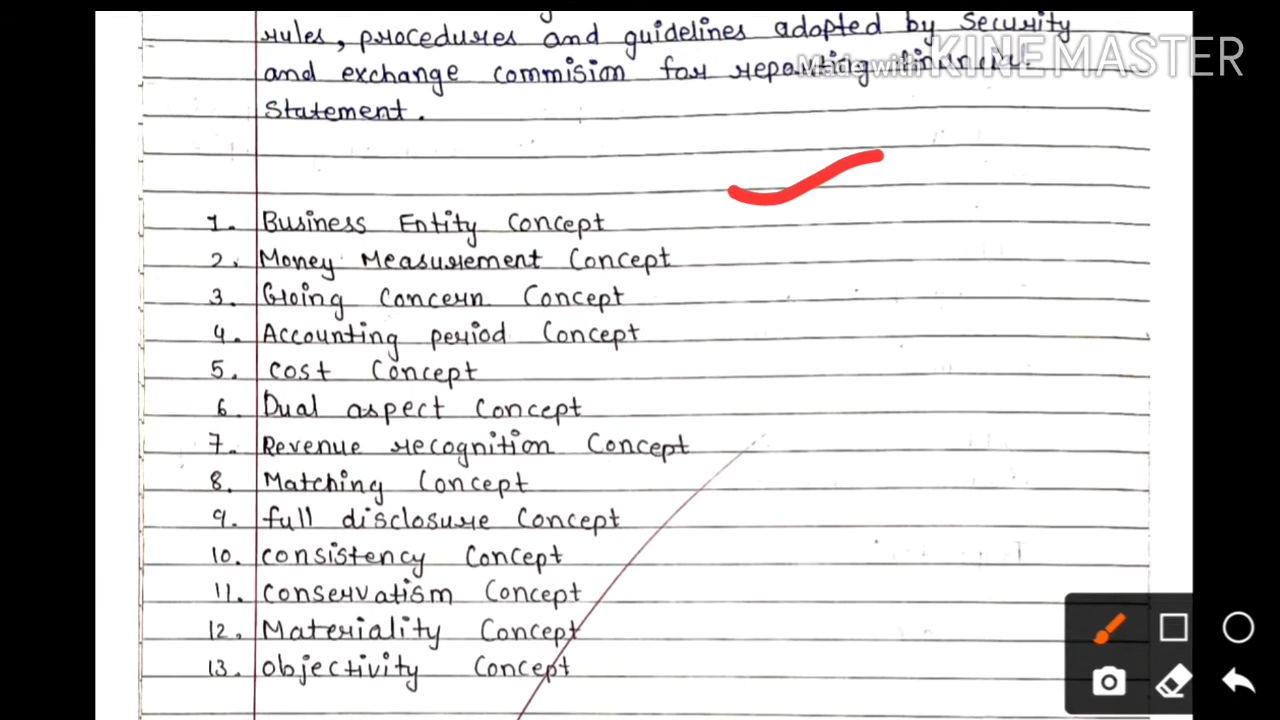 rules, procedures and guidelines adopted by Security
Made with KINEMASTER
and exchange commision for reporting financial
Statement.
1. Business Entity Concept
2. Money Measurement Concept
3. Going Concern Concept
4. Accounting period Concept
5. cost Concept
6. Dual aspect Concept
7. Revenue recognition Concept
8. Matching Concept
9. full disclosure Concept
10. consistency Concept
11. conservatism Concept
12. Materiality Concept
13. objectivity Concept